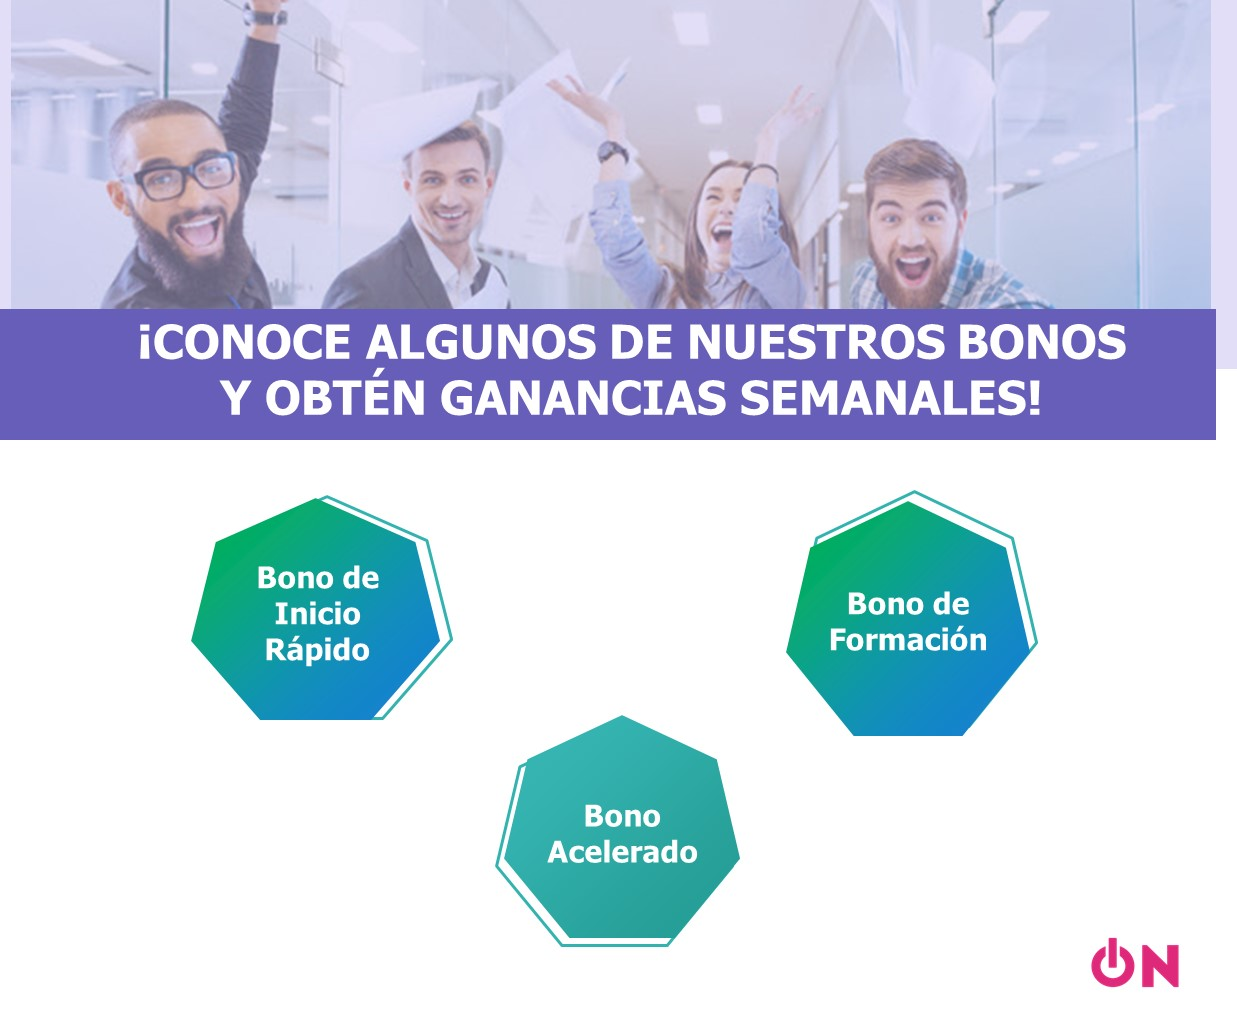 ¡CONOCE ALGUNOS DE NUESTROS BONOS
Y OBTÉN GANANCIAS SEMANALES!
Bono de
Inicio
Rápido
Bono de
Formación
Bono
Acelerado
ON